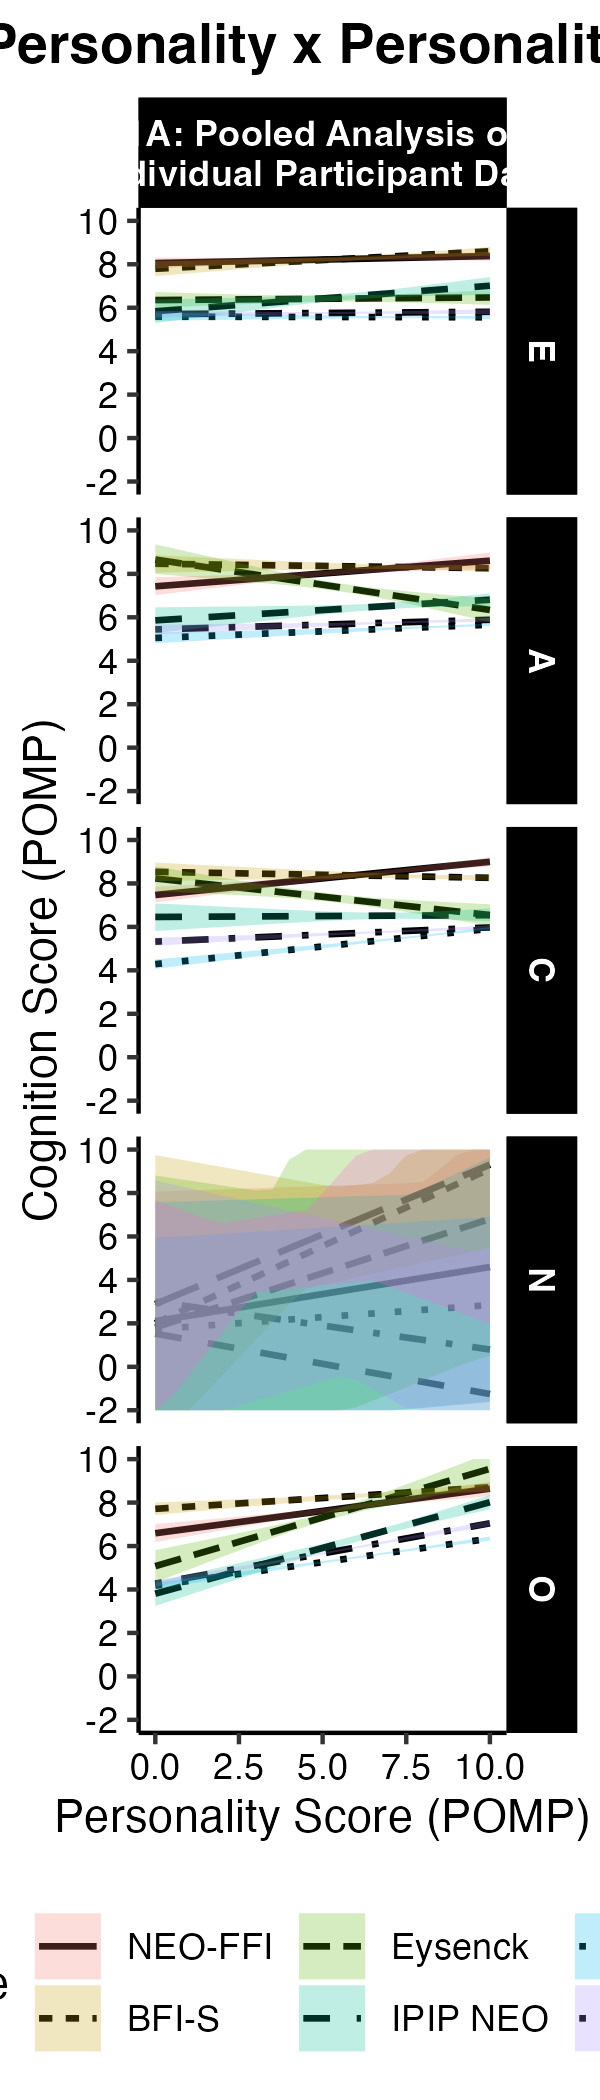 Personality x Personalit
A: Pooled Analysis o
dividual Participant Da
10
8
6
4
2
0
-2
E
10
8
6
4
2
0
-2
A
10
8
6
4
2
0
-2
C
10
8
6
4
2
0
-2
N
10
8
6
4
2
0
-2
O
Cognition Score (POMP)
0.0 2.5 5.0 7.5 10.0
Personality Score (POMP)
e
NEO-FFI Eysenck
BFI-S IPIP NEO